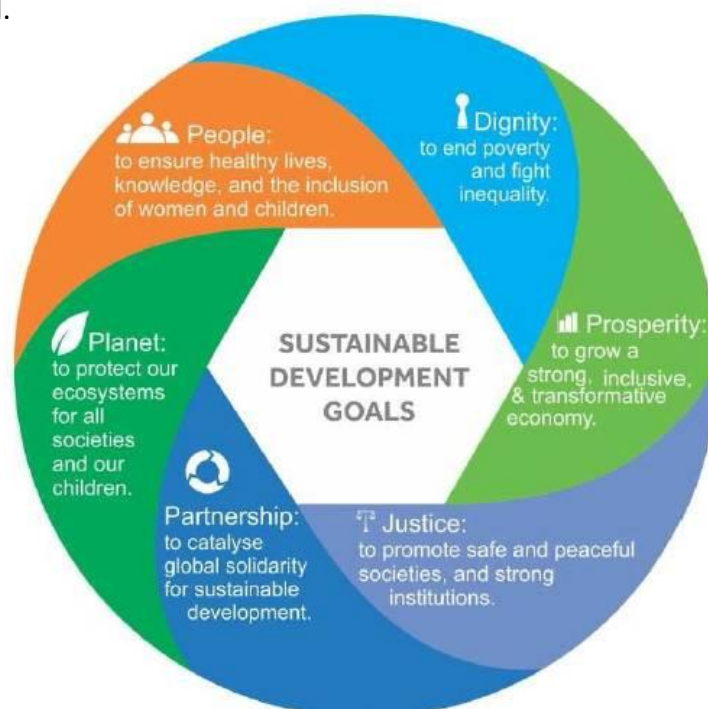 People:
to ensure healthy lives,
knowledge, and the inclusion
of women and children.
Dignity:
to end poverty
and fight
inequality.
Prosperity:
to grow a
strong, inclusive,
& transformative
economy.
Justice:
to promote safe and peaceful
societies, and strong
institutions.
Partnership:
to catalyse
global solidarity
for sustainable
development.
Planet:
to protect our
ecosystems
for all
societies
and our
children.
SUSTAINABLE
DEVELOPMENT
GOALS